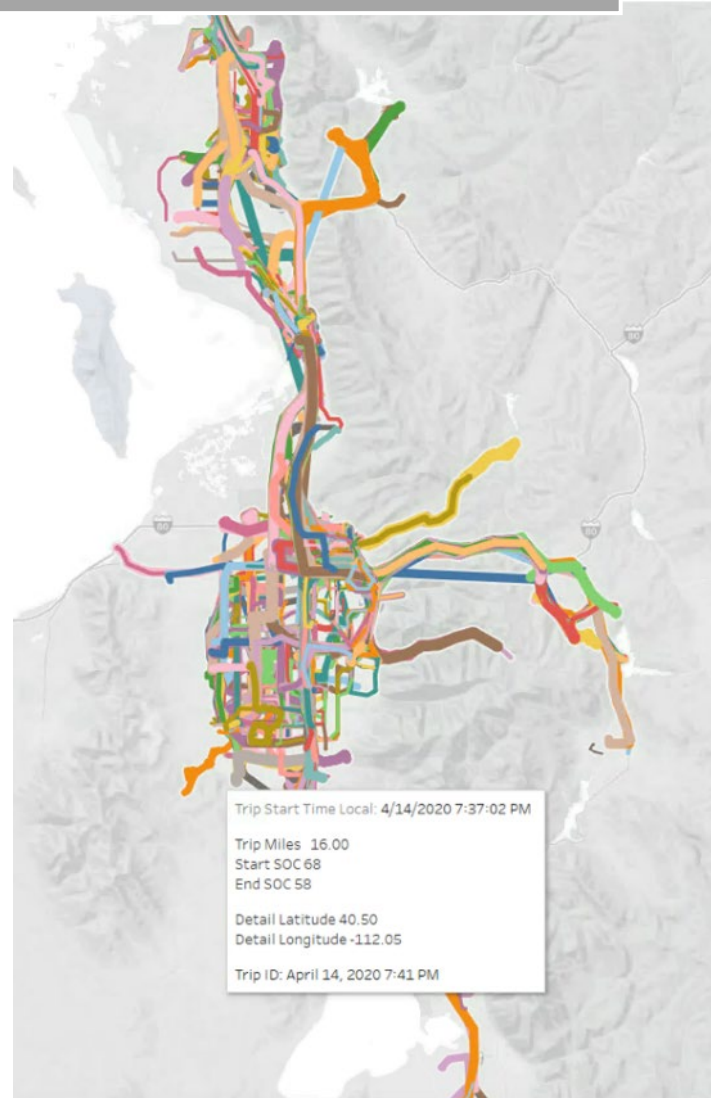 80
80
80
Trip Start Time Local: 4/14/2020 7:37:02 PM
Trip Miles 16.00
Start SOC 68
End SOC 58
Detail Latitude 40.50
Detail Longitude -112.05
Trip ID: April 14, 2020 7:41 PM